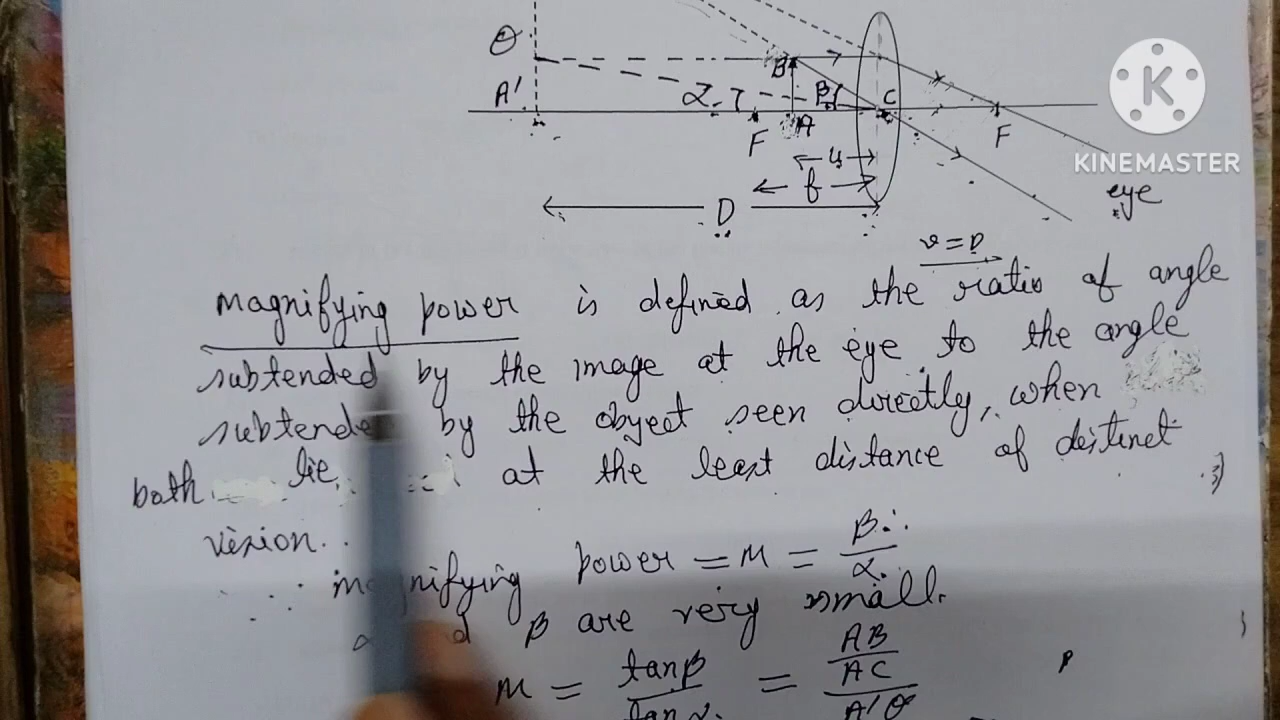 Q
A'
B
α
β
C
F
A
F
u
f
D
eye
KINEMASTER
v = D
magnifying power is defined as the ratio of angle
subtended by the image at the eye to the angle
subtended by the object seen directly, when
both lie at the least distance of distinct
vision.
∴ magnifying power = M = β/α ∵
β are very small.
M = tanβ/tanα = AB/AC/A'Q